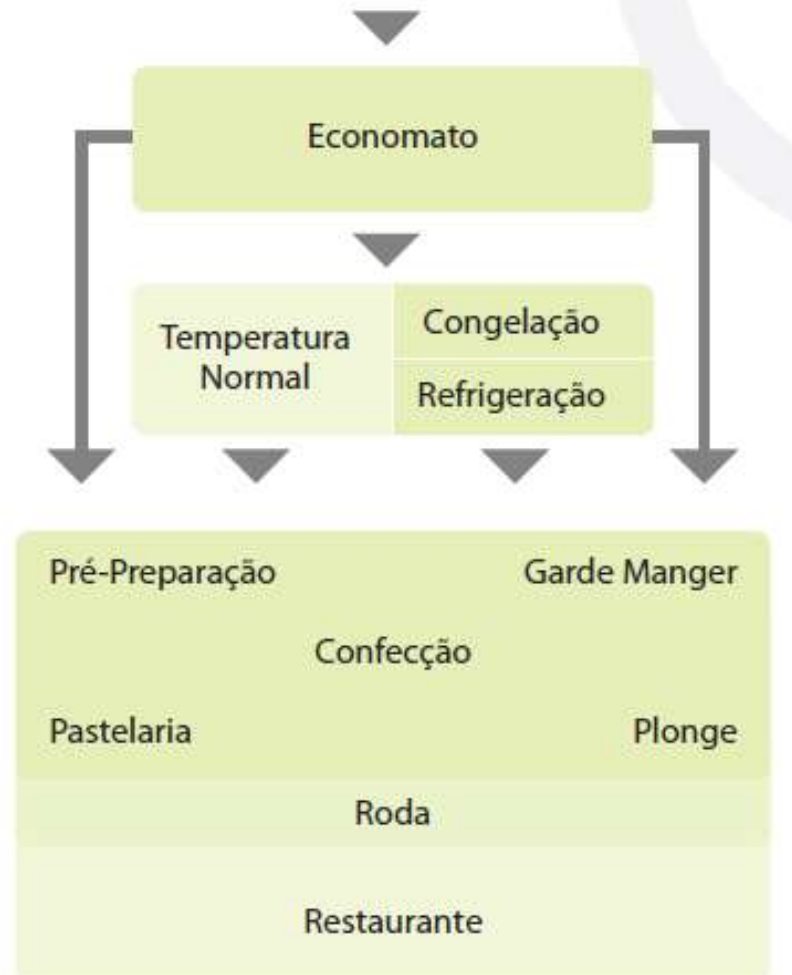 Economato
Temperatura
Normal
Congelação
Refrigeração
Pré-Preparação
Garde Manger
Confecção
Pastelaria
Plonge
Roda
Restaurante